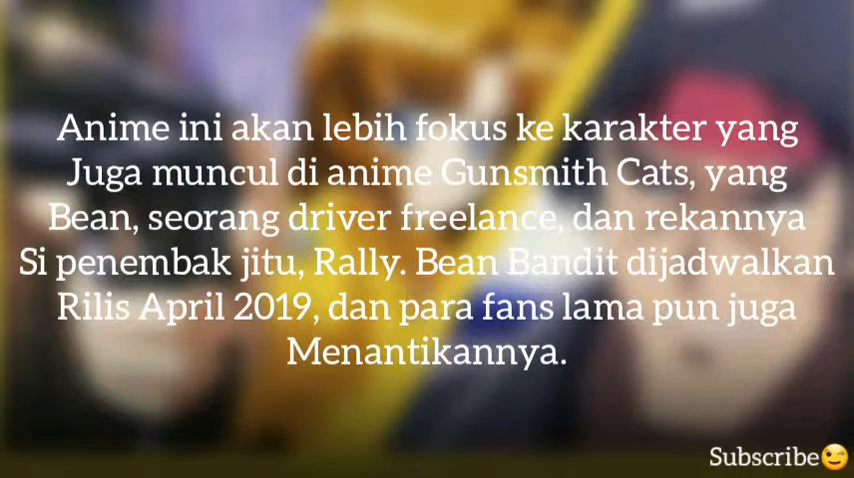 Anime ini akan lebih fokus ke karakter yang
Juga muncul di anime Gunsmith Cats, yang
Bean, seorang driver freelance, dan rekannya
Si penembak jitu, Rally. Bean Bandit dijadwalkan
Rilis April 2019, dan para fans lama pun juga
Menantikannya.
Subscribe😉